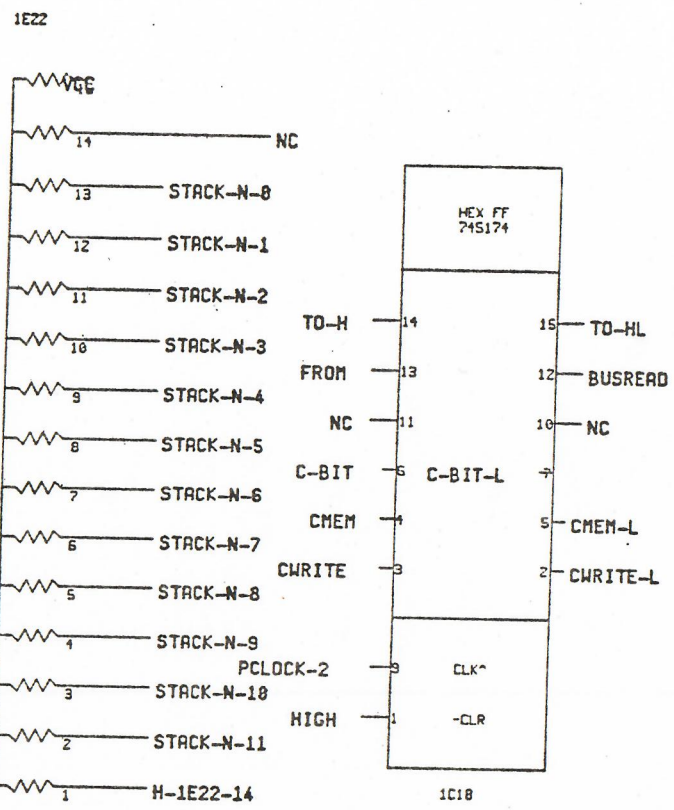 1E22
VCC
14 NC
13 STACK-N-0
12 STACK-N-1
11 STACK-N-2
10 STACK-N-3
9 STACK-N-4
8 STACK-N-5
7 STACK-N-6
6 STACK-N-7
5 STACK-N-8
4 STACK-N-9
3 STACK-N-10
2 STACK-N-11
1 H-1E22-14
HEX FF
74S174
TO-H 14 15 TO-HL
FROM 13 12 BUSREAD
NC 11 10 NC
C-BIT 6 C-BIT-L 7
CMEM 4 5 CMEM-L
CWRITE 3 2 CWRITE-L
PCLOCK-2 9 CLK^
HIGH 1 -CLR
1C18